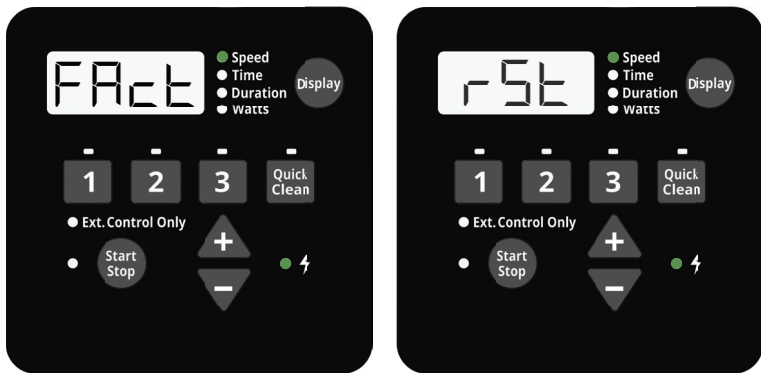 FAct
Speed
Time
Duration
Watts
Display
1 2 3 Quick Clean
Ext. Control Only
Start
Stop
+
−
rSt
Speed
Time
Duration
Watts
Display
1 2 3 Quick Clean
Ext. Control Only
Start
Stop
+
−